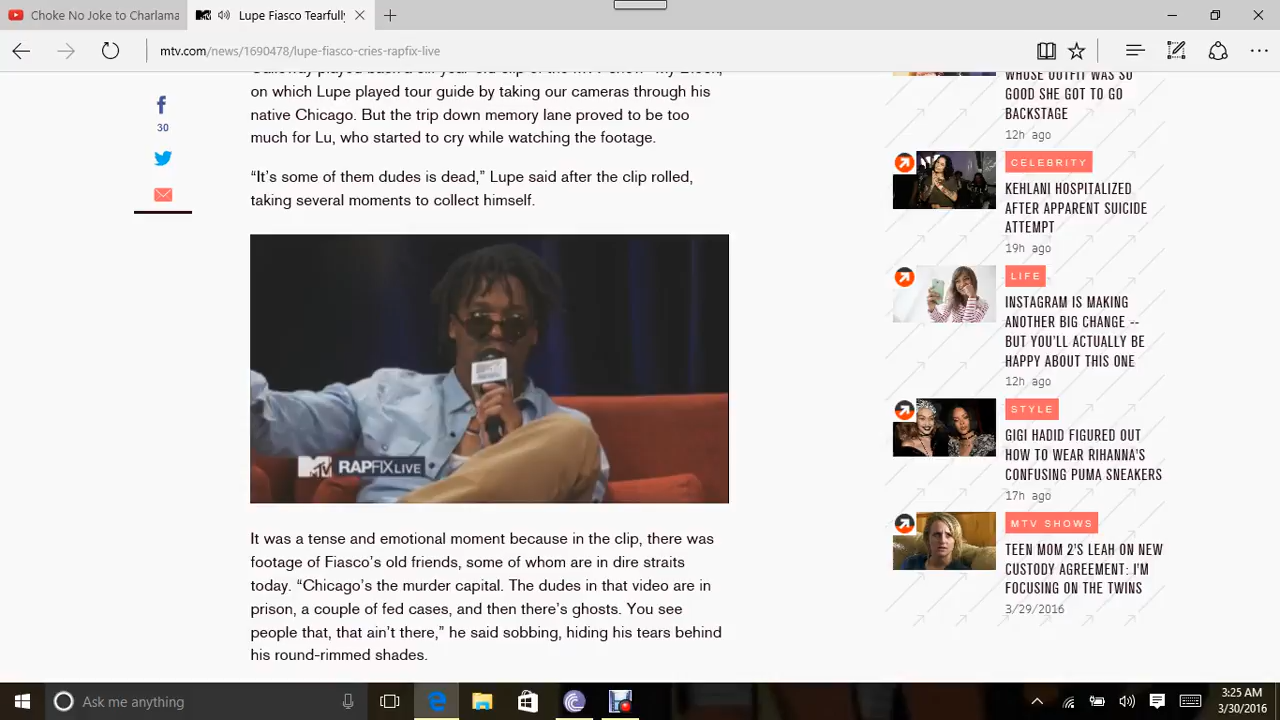 Choke No Joke to Charlama
Lupe Fiasco Tearfully
mtv.com/news/1690478/lupe-fiasco-cries-rapfix-live
30
on which Lupe played tour guide by taking our cameras through his
native Chicago. But the trip down memory lane proved to be too
much for Lu, who started to cry while watching the footage.
“It’s some of them dudes is dead,” Lupe said after the clip rolled,
taking several moments to collect himself.
MTV RAPFIX LIVE
It was a tense and emotional moment because in the clip, there was
footage of Fiasco’s old friends, some of whom are in dire straits
today. “Chicago’s the murder capital. The dudes in that video are in
prison, a couple of fed cases, and then there’s ghosts. You see
people that, that ain’t there,” he said sobbing, hiding his tears behind
his round-rimmed shades.
WHOSE OUTFIT WAS SO
GOOD SHE GOT TO GO
BACKSTAGE
12h ago
CELEBRITY
KEHLANI HOSPITALIZED
AFTER APPARENT SUICIDE
ATTEMPT
19h ago
LIFE
INSTAGRAM IS MAKING
ANOTHER BIG CHANGE --
BUT YOU'LL ACTUALLY BE
HAPPY ABOUT THIS ONE
12h ago
STYLE
GIGI HADID FIGURED OUT
HOW TO WEAR RIHANNA'S
CONFUSING PUMA SNEAKERS
17h ago
MTV SHOWS
TEEN MOM 2'S LEAH ON NEW
CUSTODY AGREEMENT: I'M
FOCUSING ON THE TWINS
3/29/2016
Ask me anything
3:25 AM
3/30/2016